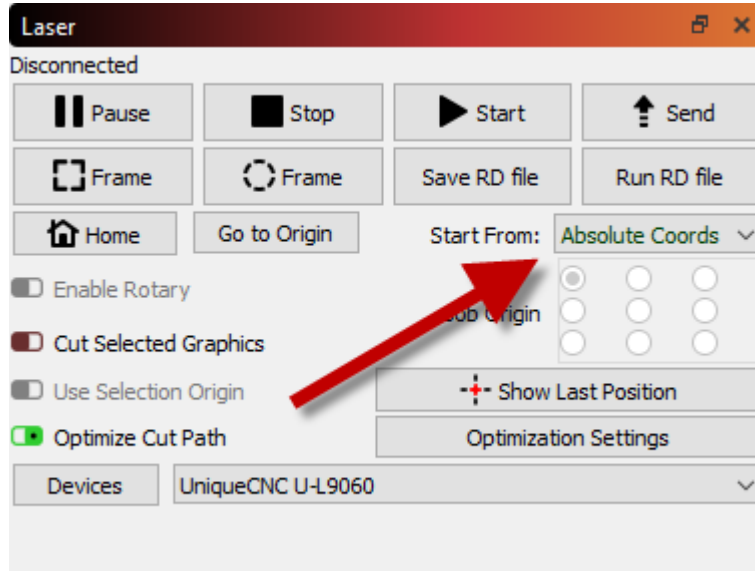 Laser
Disconnected
Pause Stop Start Send
Frame Frame Save RD file Run RD file
Home Go to Origin Start From: Absolute Coords
Enable Rotary
Origin
Cut Selected Graphics
Use Selection Origin Show Last Position
Optimize Cut Path Optimization Settings
Devices UniqueCNC U-L9060